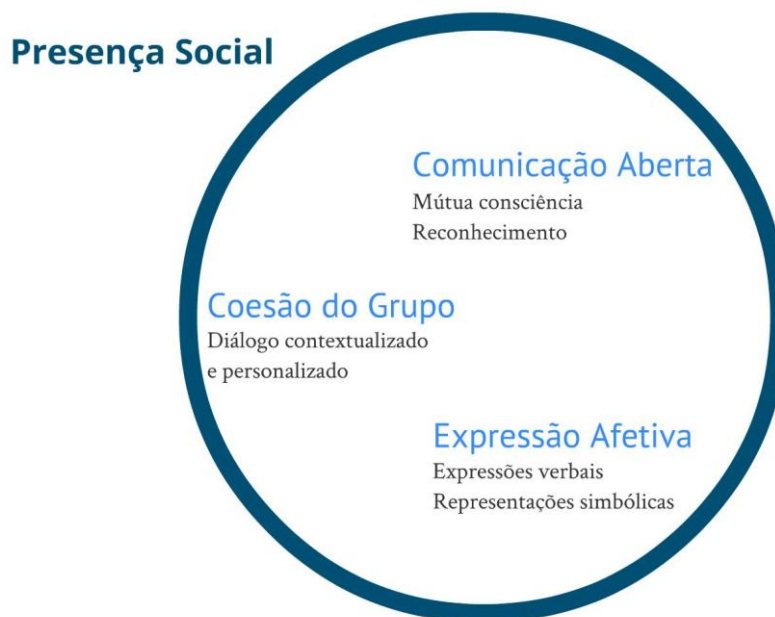 Presença Social
Comunicação Aberta
Mútua consciência
Reconhecimento
Coesão do Grupo
Diálogo contextualizado
e personalizado
Expressão Afetiva
Expressões verbais
Representações simbólicas